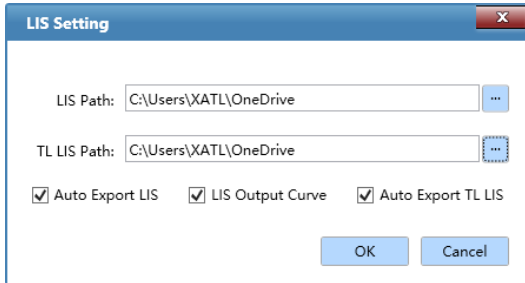 LIS Setting
x
LIS Path: C:\Users\XATL\OneDrive ...
TL LIS Path: C:\Users\XATL\OneDrive ...
Auto Export LIS LIS Output Curve Auto Export TL LIS
OK Cancel